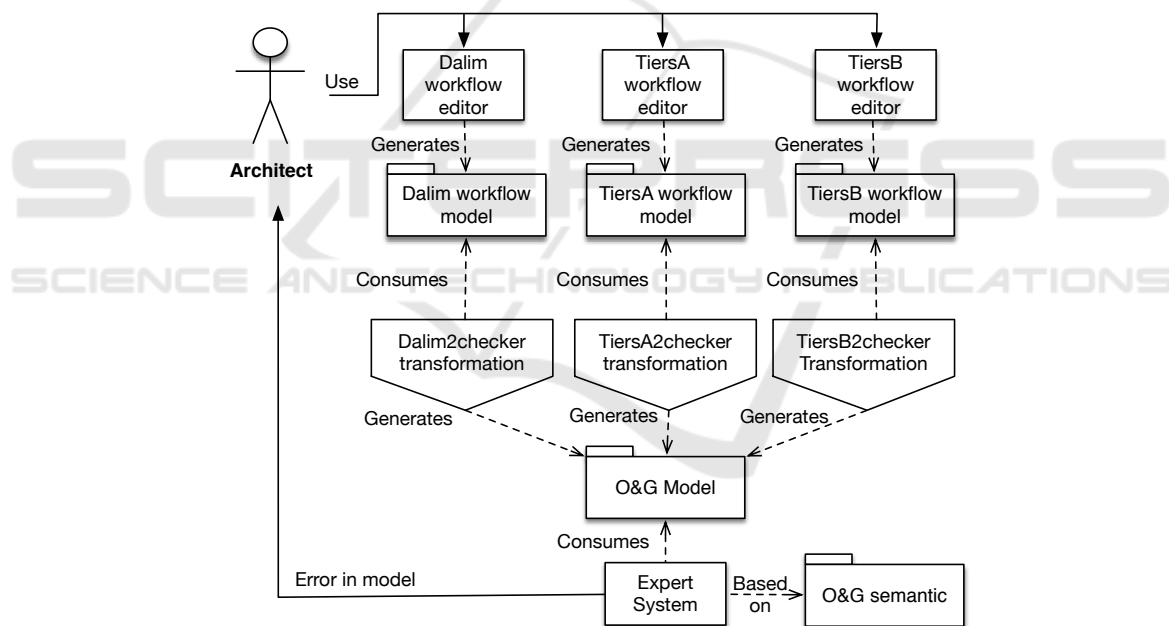 Dalim
workflow
editor
TiersA
workflow
editor
TiersB
workflow
editor
Use
Architect
Generates
Generates
Generates
Dalim workflow
model
TiersA workflow
model
TiersB workflow
model
SCITEPRESS
SCIENCE AND TECHNOLOGY PUBLICATIONS
Consumes
Consumes
Consumes
Dalim2checker
transformation
TiersA2checker
transformation
TiersB2checker
Transformation
Generates
Generates
Generates
O&G Model
Consumes
Error in model
Expert
System
Based
on
O&G semantic